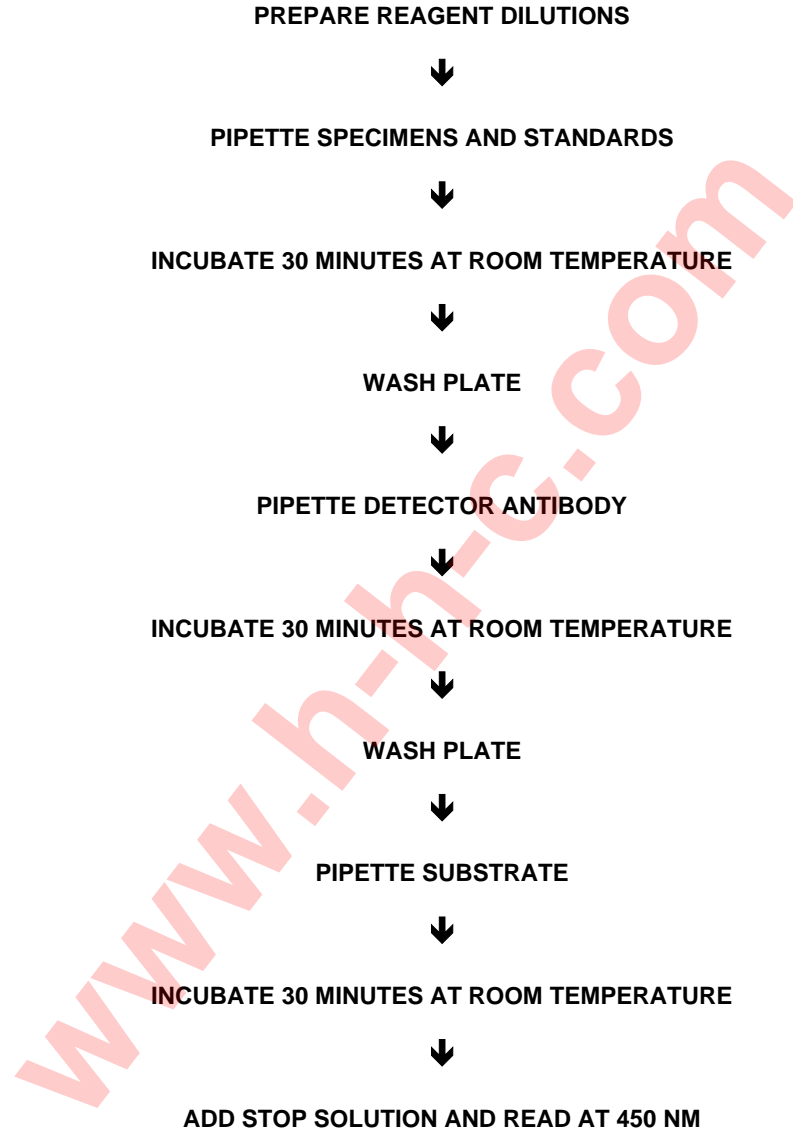 PREPARE REAGENT DILUTIONS
PIPETTE SPECIMENS AND STANDARDS
INCUBATE 30 MINUTES AT ROOM TEMPERATURE
WASH PLATE
PIPETTE DETECTOR ANTIBODY
INCUBATE 30 MINUTES AT ROOM TEMPERATURE
WASH PLATE
PIPETTE SUBSTRATE
INCUBATE 30 MINUTES AT ROOM TEMPERATURE
ADD STOP SOLUTION AND READ AT 450 NM
www.h-h-c.com